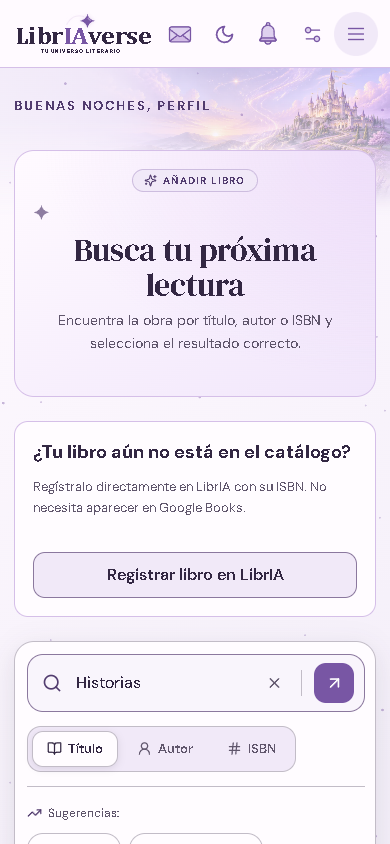 LibrIAverse
TU UNIVERSO LITERARIO
BUENAS NOCHES, PERFIL
AÑADIR LIBRO
Busca tu próxima
lectura
Encuentra la obra por título, autor o ISBN y
selecciona el resultado correcto.
¿Tu libro aún no está en el catálogo?
Regístralo directamente en LibrIA con su ISBN. No
necesita aparecer en Google Books.
Registrar libro en LibrIA
Historias
Título Autor ISBN
Sugerencias: